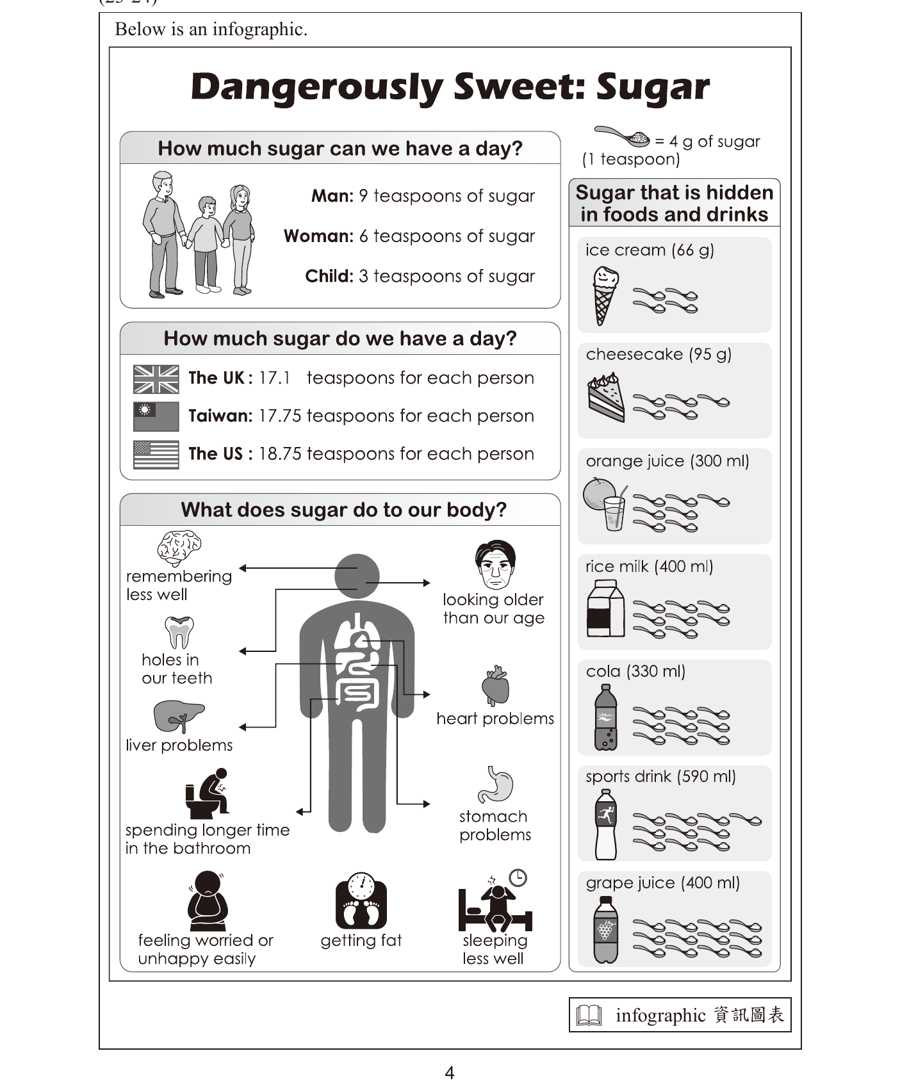 Below is an infographic.
Dangerously Sweet: Sugar
How much sugar can we have a day?
Man: 9 teaspoons of sugar
Woman: 6 teaspoons of sugar
Child: 3 teaspoons of sugar
How much sugar do we have a day?
The UK : 17.1 teaspoons for each person
Taiwan: 17.75 teaspoons for each person
The US : 18.75 teaspoons for each person
What does sugar do to our body?
remembering
less well
looking older
than our age
holes in
our teeth
heart problems
liver problems
stomach
problems
spending longer time
in the bathroom
feeling worried or
unhappy easily
getting fat
sleeping
less well
= 4 g of sugar
(1 teaspoon)
Sugar that is hidden
in foods and drinks
ice cream (66 g)
cheesecake (95 g)
orange juice (300 ml)
rice milk (400 ml)
cola (330 ml)
sports drink (590 ml)
grape juice (400 ml)
infographic 資訊圖表
4